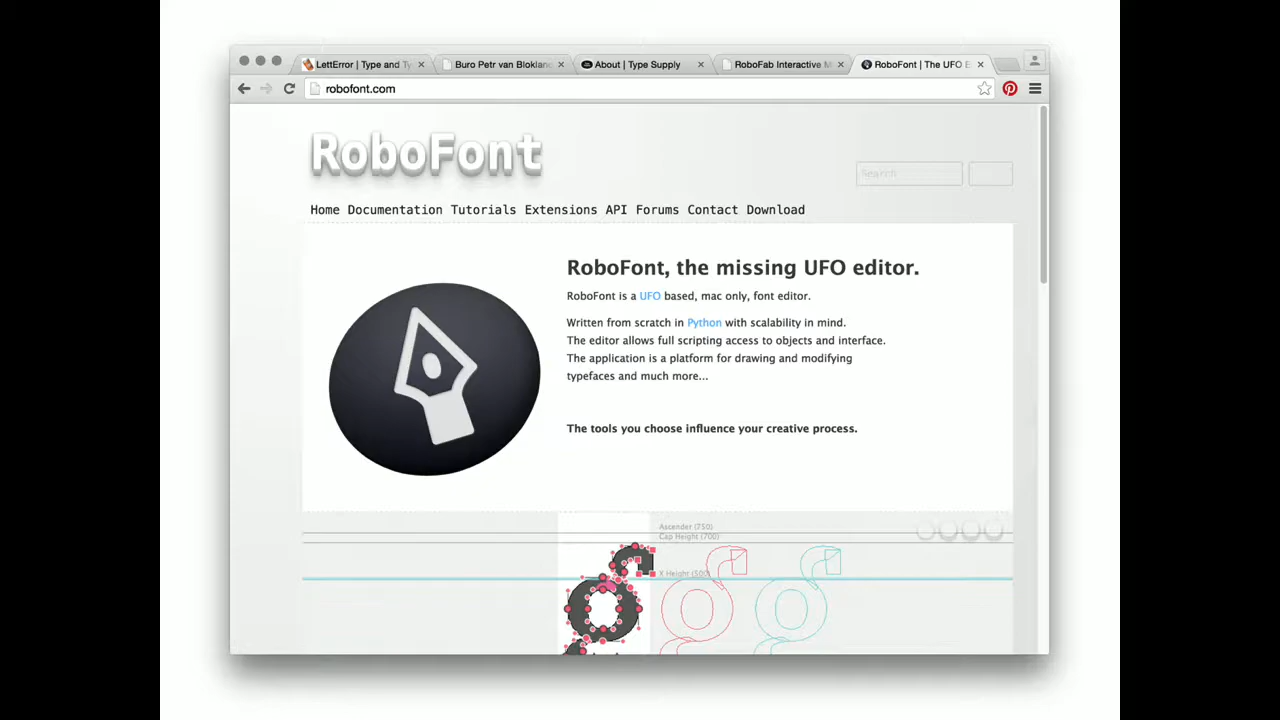 LettError | Type and Ty
Buro Petr van Blokland
About | Type Supply
RoboFab Interactive M
RoboFont | The UFO E
robofont.com
RoboFont
Search
Home Documentation Tutorials Extensions API Forums Contact Download
RoboFont, the missing UFO editor.
RoboFont is a UFO based, mac only, font editor.
Written from scratch in Python with scalability in mind.
The editor allows full scripting access to objects and interface.
The application is a platform for drawing and modifying
typefaces and much more...
The tools you choose influence your creative process.
Ascender (750)
Cap Height (700)
X Height (500)